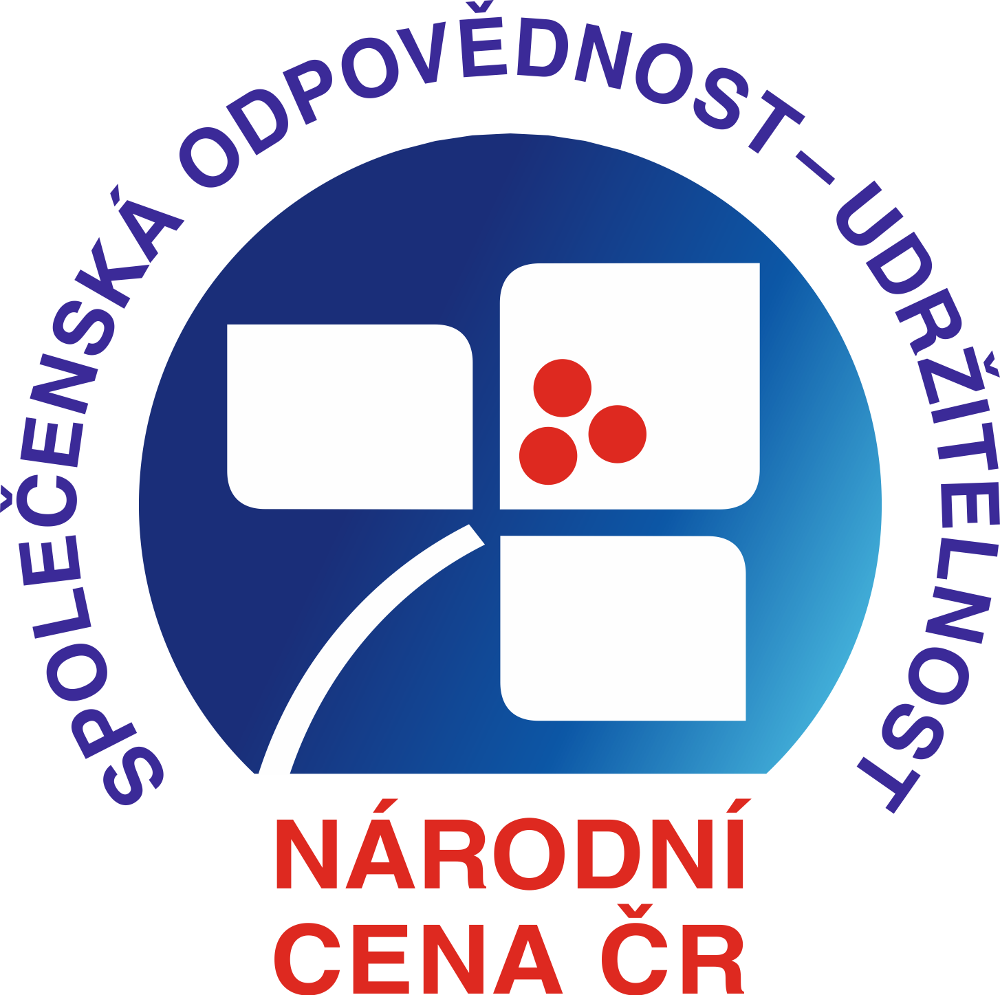 SPOLEČENSKÁ ODPOVĚDNOST – UDRŽITELNOST
NÁRODNÍ
CENA ČR